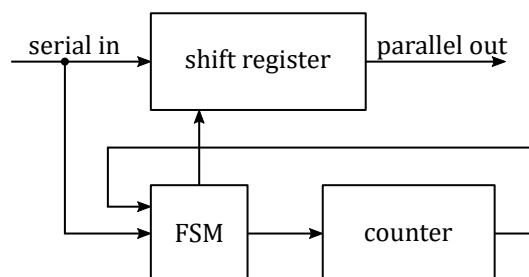 serial in
shift register
parallel out
FSM
counter